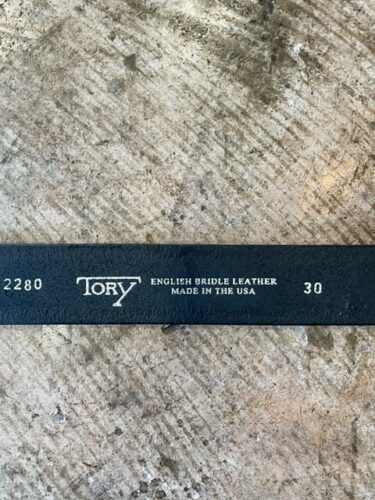 2280
TORY
ENGLISH BRIDLE LEATHER
MADE IN THE USA
30